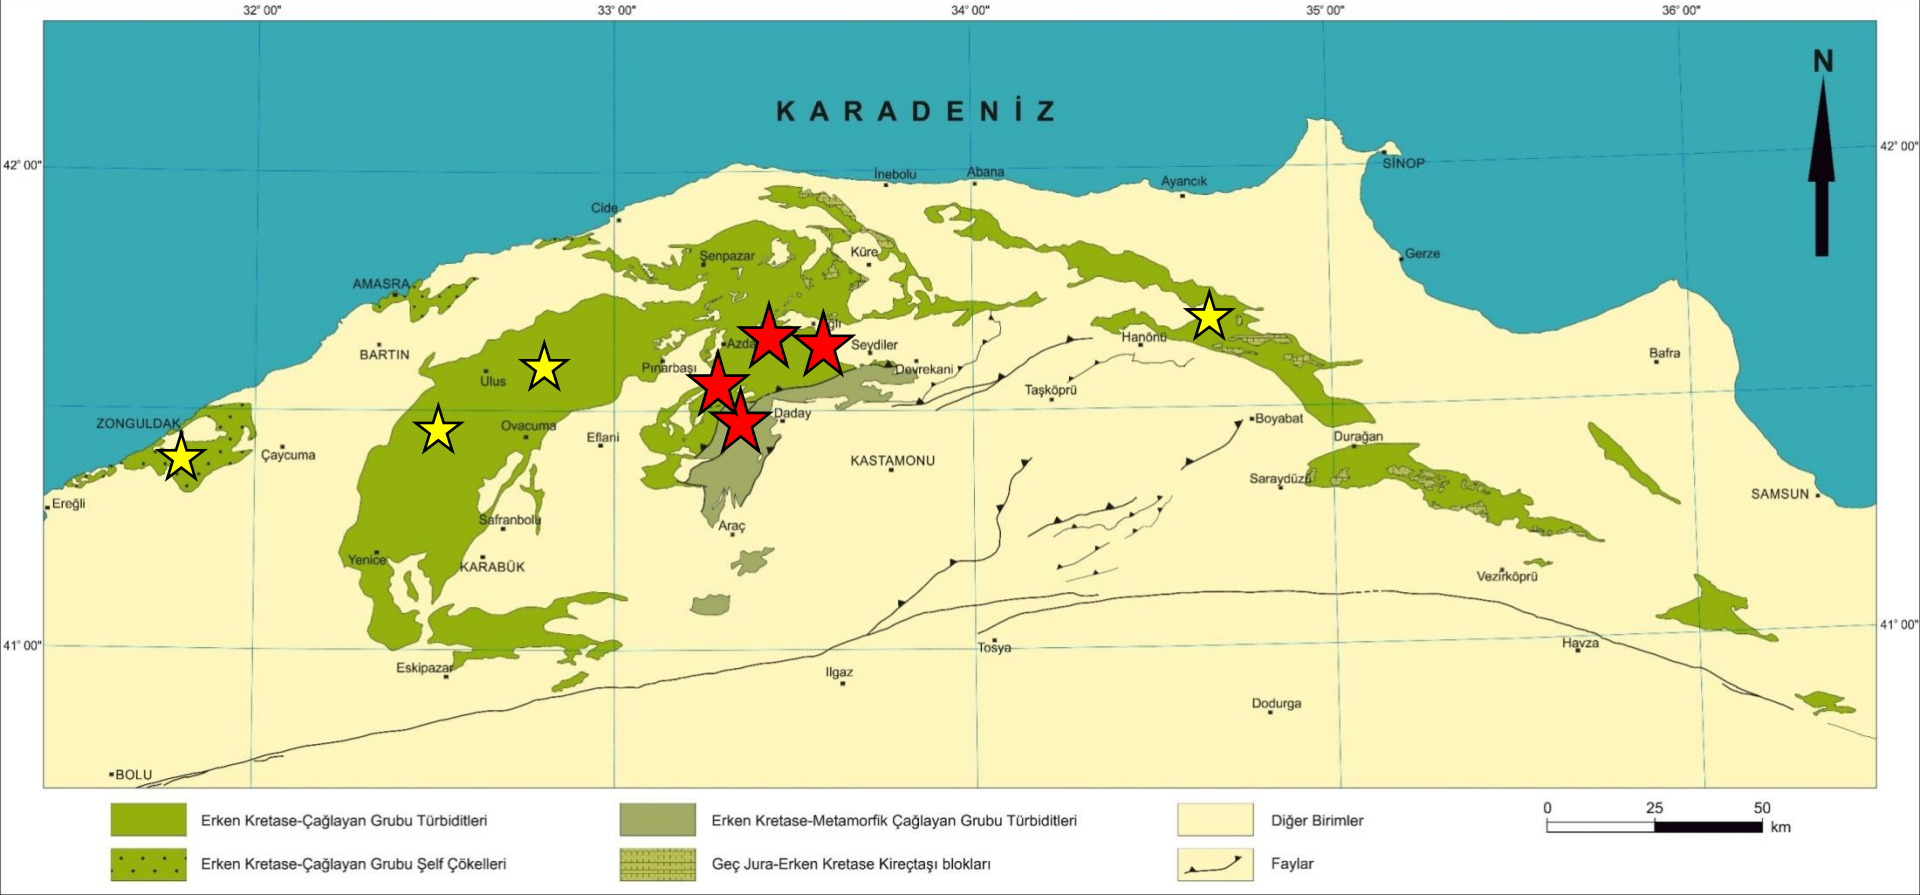 32° 00" 33° 00" 34° 00" 35° 00" 36° 00"
N
KARADENİZ
42° 00" 42° 00"
SİNOP
İnebolu Abana Ayancık
Cide
Gerze
Küre
Şenpazar
AMASRA
Hanönü
Azda
ğlı
Seydiler
BARTIN
Bafra
Pınarbaşı
Devrekani
Ulus
Taşköprü
Daday
Boyabat
ZONGULDAK
Ovacuma
Eflani
Durağan
Çaycuma
KASTAMONU
Saraydüzü
SAMSUN
Ereğli
Safranbolu
Araç
Yenice
KARABÜK
Vezirköprü
41° 00" 41° 00"
Tosya
Havza
Eskipazar
Ilgaz
Dodurga
BOLU
Erken Kretase-Çağlayan Grubu Türbiditleri
Erken Kretase-Metamorfik Çağlayan Grubu Türbiditleri
Diğer Birimler
0 25 50
km
Erken Kretase-Çağlayan Grubu Şelf Çökelleri
Geç Jura-Erken Kretase Kireçtaşı blokları
Faylar